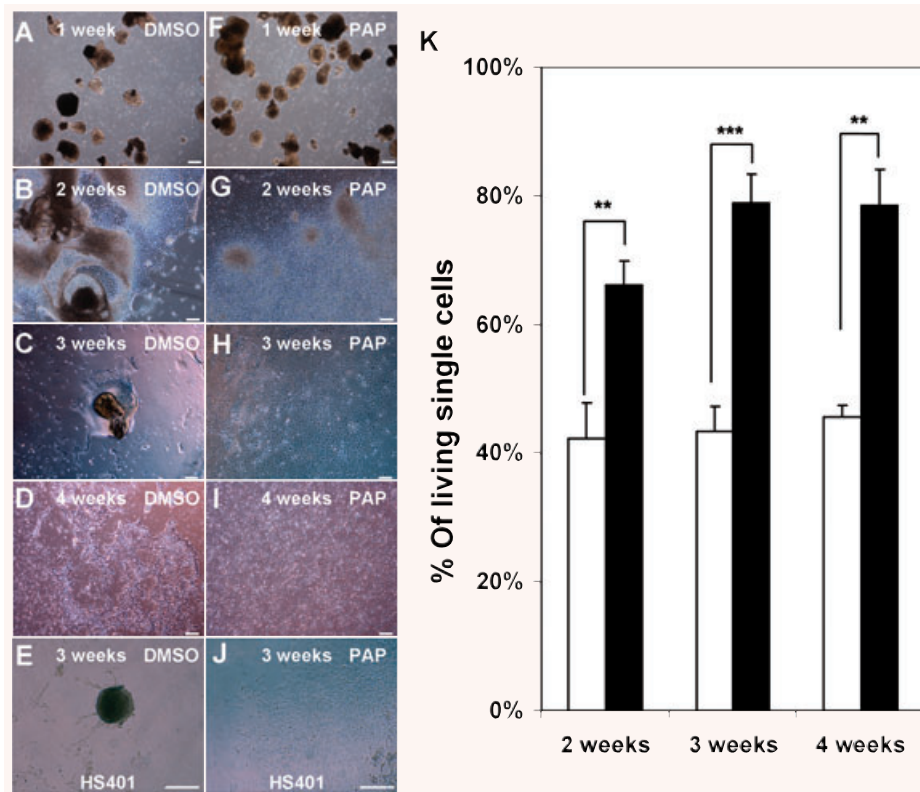 A 1 week DMSO
F 1 week PAP
B 2 weeks DMSO
G 2 weeks PAP
C 3 weeks DMSO
H 3 weeks PAP
D 4 weeks DMSO
I 4 weeks PAP
E 3 weeks DMSO
HS401
J 3 weeks PAP
HS401
K
% Of living single cells
100%
80%
60%
40%
20%
0%
**
***
**
2 weeks
3 weeks
4 weeks